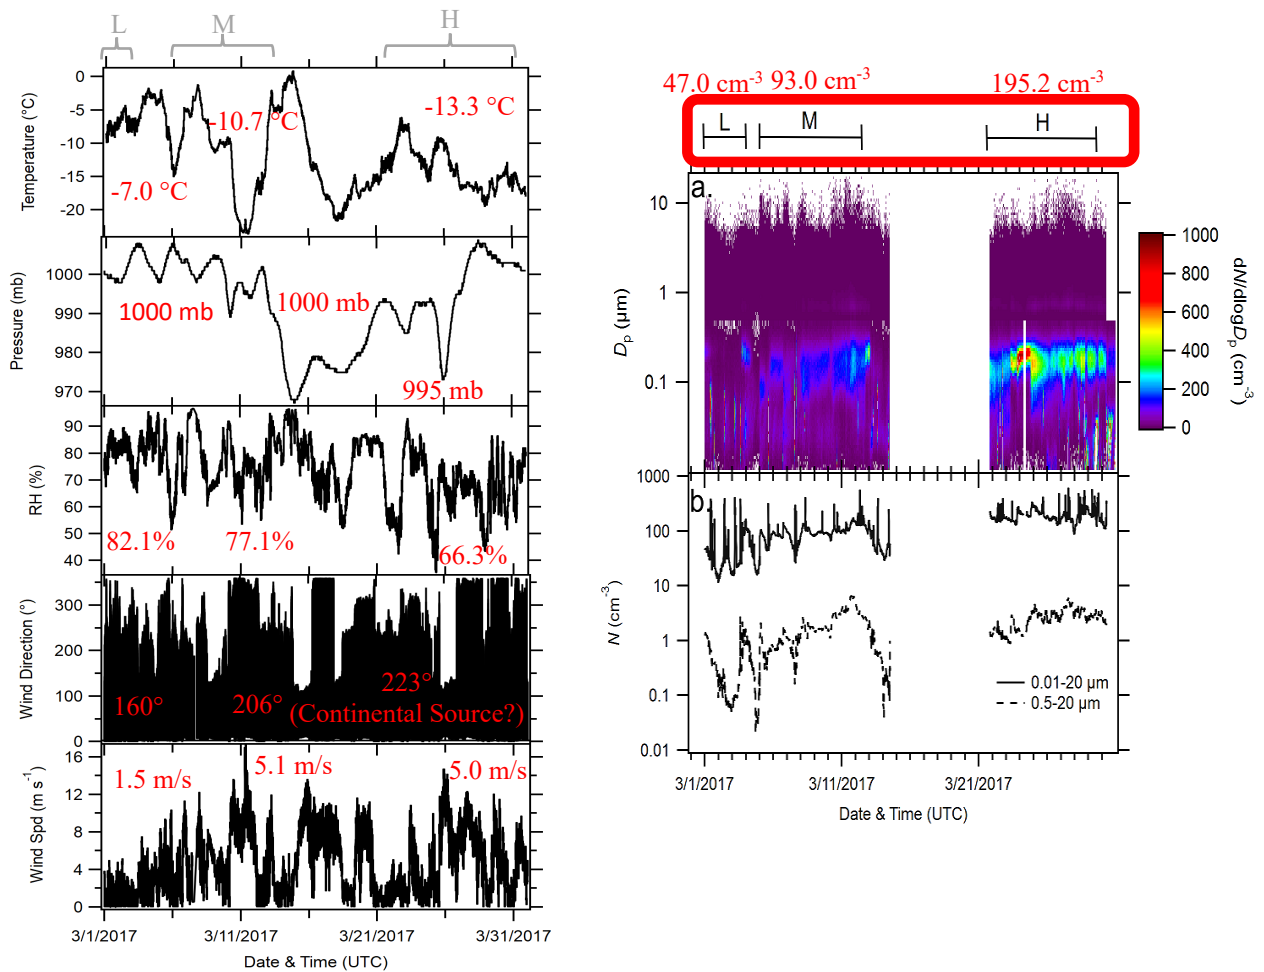 L M H
0
-5
-10
-15
-20
Temperature (°C)
-7.0 °C
-10.7 °C
-13.3 °C
1000
990
980
970
Pressure (mb)
1000 mb
1000 mb
995 mb
90
80
70
60
50
40
RH (%)
82.1%
77.1%
66.3%
300
200
100
0
Wind Direction (°)
160°
206°
223°
(Continental Source?)
16
12
8
4
0
Wind Spd (m s-1)
1.5 m/s
5.1 m/s
5.0 m/s
3/1/2017 3/11/2017 3/21/2017 3/31/2017
Date & Time (UTC)
47.0 cm-3 93.0 cm-3 195.2 cm-3
L M H
a.
10
1
0.1
Dp (µm)
1000
800
600
400
200
0
dN/dlogDp (cm-3)
b.
1000
100
10
1
0.1
0.01
N (cm-3)
0.01-20 µm
0.5-20 µm
3/1/2017 3/11/2017 3/21/2017
Date & Time (UTC)